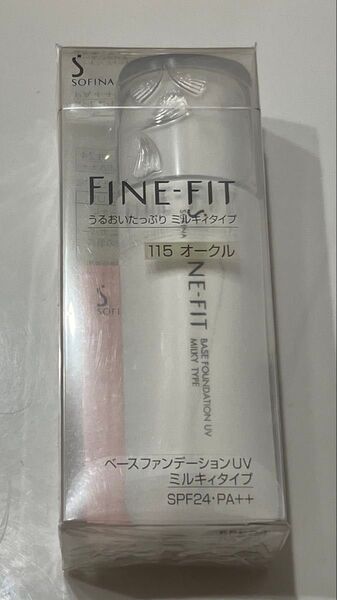 SOFINA
FINE-FIT
うるおいたっぷり ミルキィタイプ
115 オークル
SOFINA
NE-FIT
BASE FOUNDATION UV
MILKY TYPE
SOFINA
ベースファンデーションUV
ミルキィタイプ
SPF24・PA++